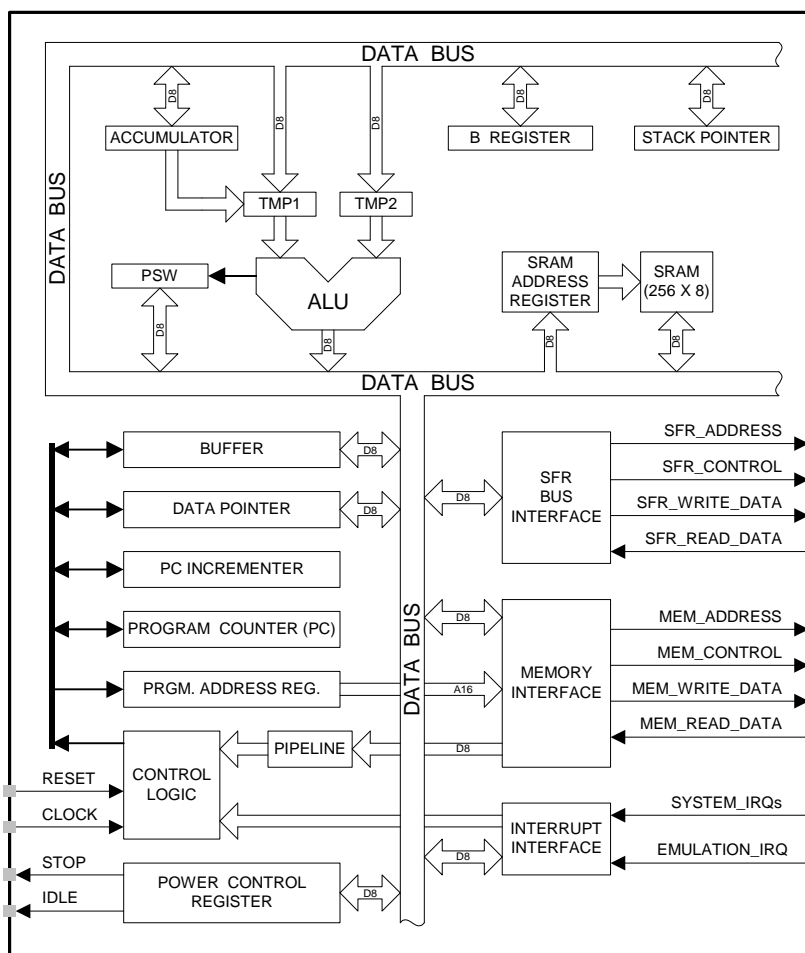 DATA BUS
D8
D8
D8
D8
D8
ACCUMULATOR
B REGISTER
STACK POINTER
DATA BUS
TMP1
TMP2
PSW
ALU
SRAM
ADDRESS
REGISTER
SRAM
(256 X 8)
D8
D8
D8
D8
DATA BUS
BUFFER
D8
DATA POINTER
D8
PC INCREMENTER
PROGRAM COUNTER (PC)
PRGM. ADDRESS REG.
A16
DATA BUS
D8
SFR
BUS
INTERFACE
SFR_ADDRESS
SFR_CONTROL
SFR_WRITE_DATA
SFR_READ_DATA
D8
MEMORY
INTERFACE
MEM_ADDRESS
MEM_CONTROL
MEM_WRITE_DATA
MEM_READ_DATA
CONTROL
LOGIC
PIPELINE
D8
RESET
CLOCK
INTERRUPT
INTERFACE
SYSTEM_IRQs
EMULATION_IRQ
D8
STOP
IDLE
POWER CONTROL
REGISTER
D8